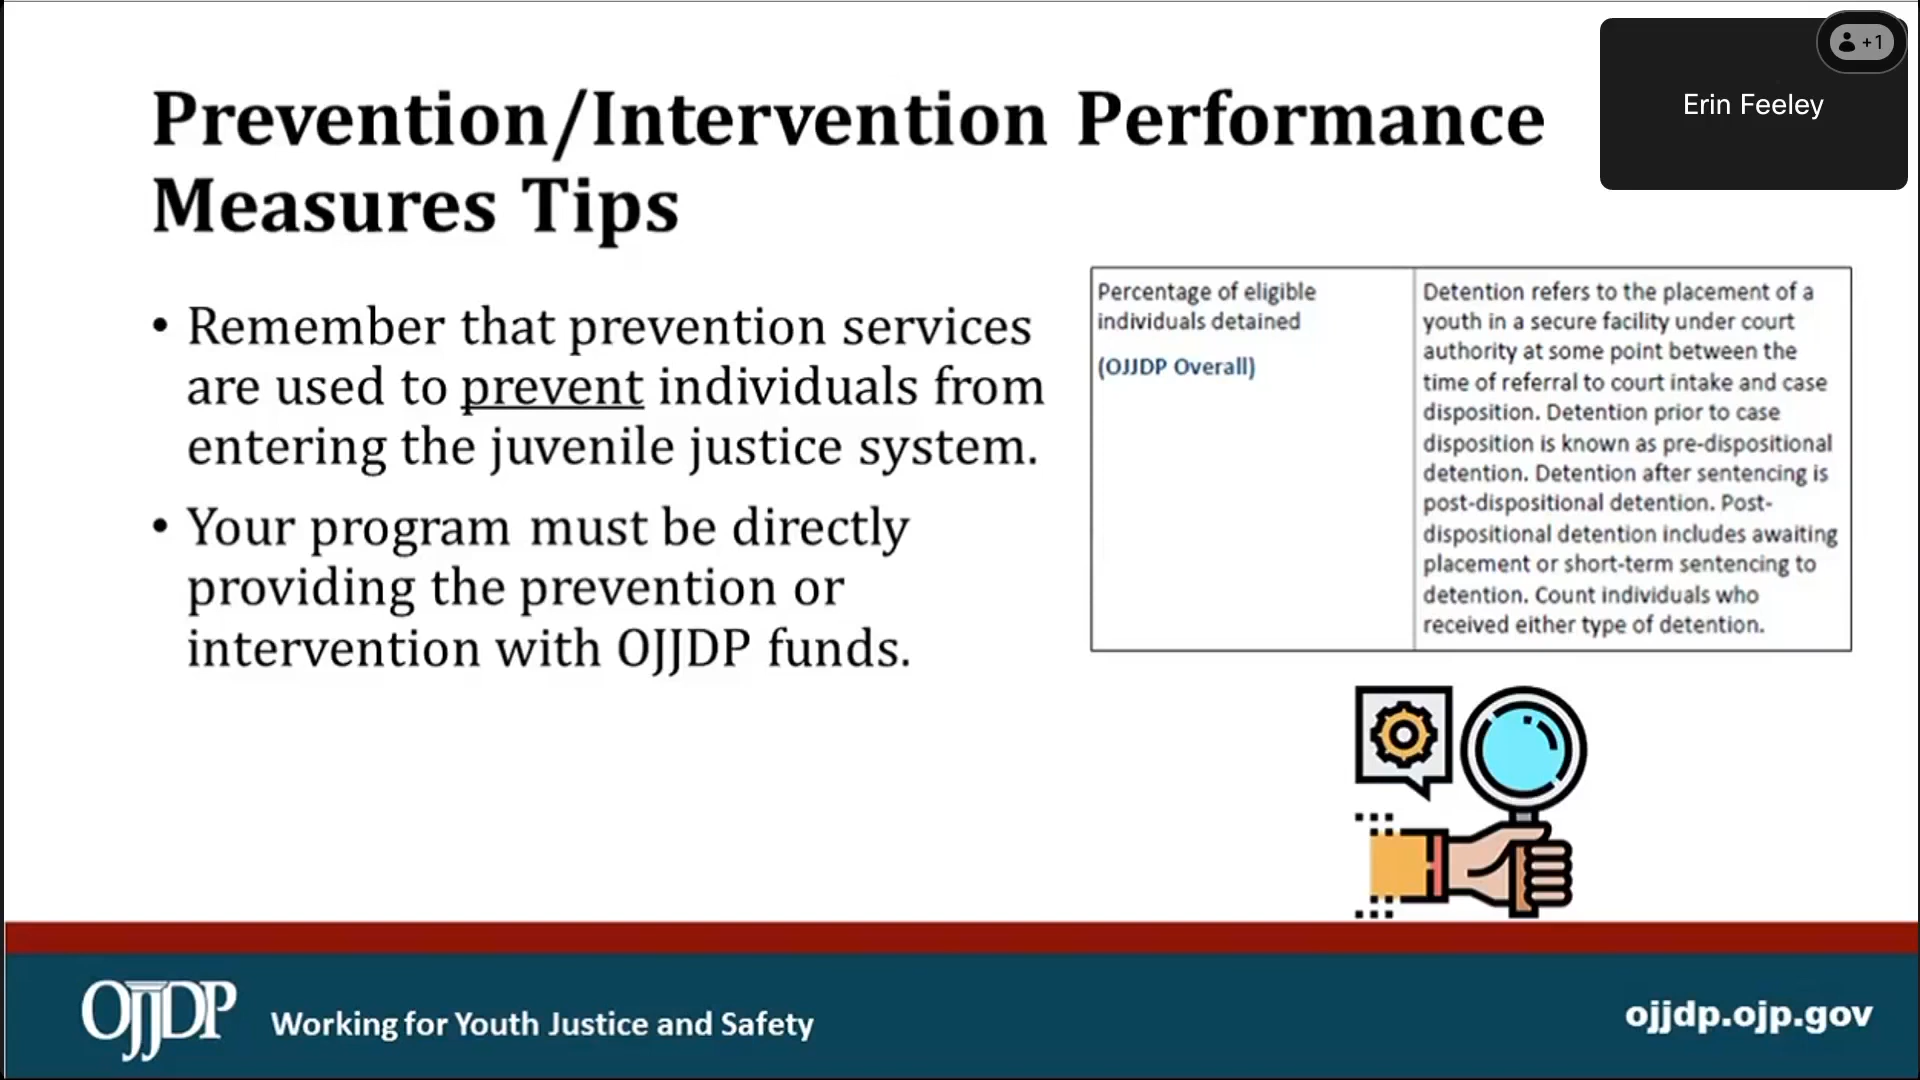 Prevention/Intervention Performance
Measures Tips
+1
Erin Feeley
• Remember that prevention services
are used to prevent individuals from
entering the juvenile justice system.
• Your program must be directly
providing the prevention or
intervention with OJJDP funds.
Percentage of eligible
individuals detained
(OJJDP Overall)
Detention refers to the placement of a
youth in a secure facility under court
authority at some point between the
time of referral to court intake and case
disposition. Detention prior to case
disposition is known as pre-dispositional
detention. Detention after sentencing is
post-dispositional detention. Post-
dispositional detention includes awaiting
placement or short-term sentencing to
detention. Count individuals who
received either type of detention.
OJJDP
Working for Youth Justice and Safety
ojjdp.ojp.gov